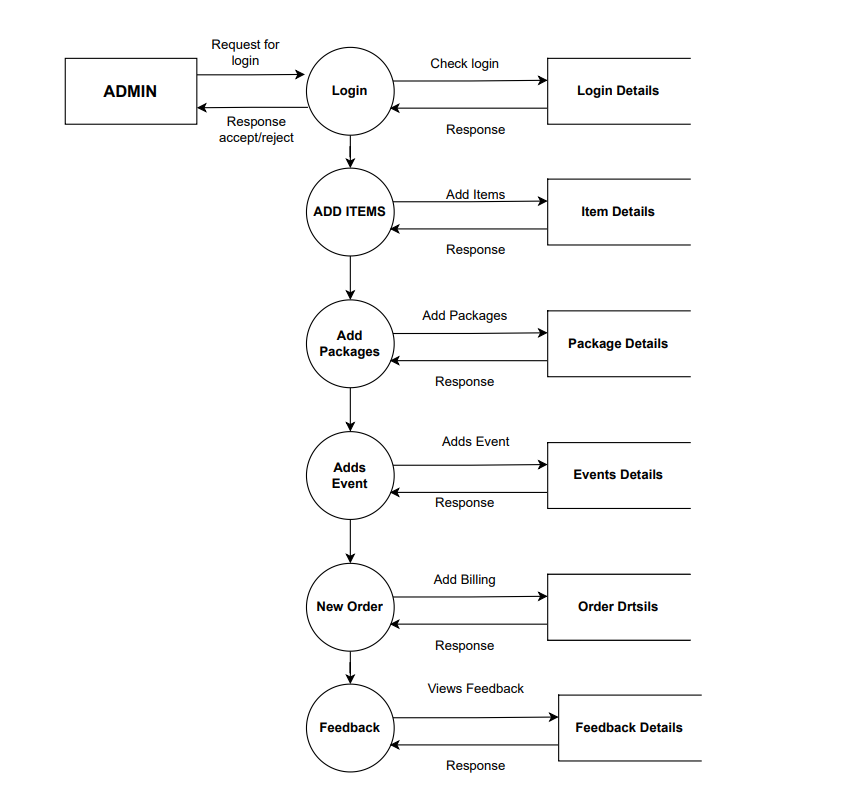 Request for
login
Check login
ADMIN
Login
Login Details
Response
accept/reject
Response
Add Items
ADD ITEMS
Item Details
Response
Add Packages
Add
Packages
Package Details
Response
Adds Event
Adds
Event
Events Details
Response
Add Billing
New Order
Order Drtsils
Response
Views Feedback
Feedback
Feedback Details
Response